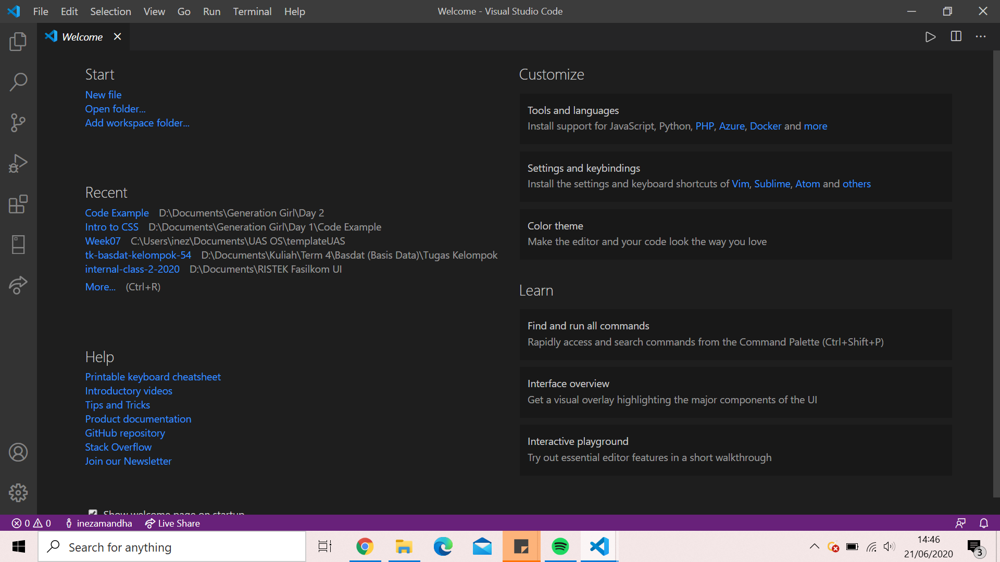 File Edit Selection View Go Run Terminal Help Welcome - Visual Studio Code
Welcome
Start
New file
Open folder...
Add workspace folder...
Recent
Code Example D:\Documents\Generation Girl\Day 2
Intro to CSS D:\Documents\Generation Girl\Day 1\Code Example
Week07 C:\Users\inez\Documents\UAS OS\templateUAS
tk-basdat-kelompok-54 D:\Documents\Kuliah\Term 4\Basdat (Basis Data)\Tugas Kelompok
internal-class-2-2020 D:\Documents\RISTEK Fasilkom UI
More... (Ctrl+R)
Help
Printable keyboard cheatsheet
Introductory videos
Tips and Tricks
Product documentation
GitHub repository
Stack Overflow
Join our Newsletter
Show welcome page on startup
Customize
Tools and languages
Install support for JavaScript, Python, PHP, Azure, Docker and more
Settings and keybindings
Install the settings and keyboard shortcuts of Vim, Sublime, Atom and others
Color theme
Make the editor and your code look the way you love
Learn
Find and run all commands
Rapidly access and search commands from the Command Palette (Ctrl+Shift+P)
Interface overview
Get a visual overlay highlighting the major components of the UI
Interactive playground
Try out essential editor features in a short walkthrough
0 0 inezamandha Live Share
Search for anything
14:46
21/06/2020
3